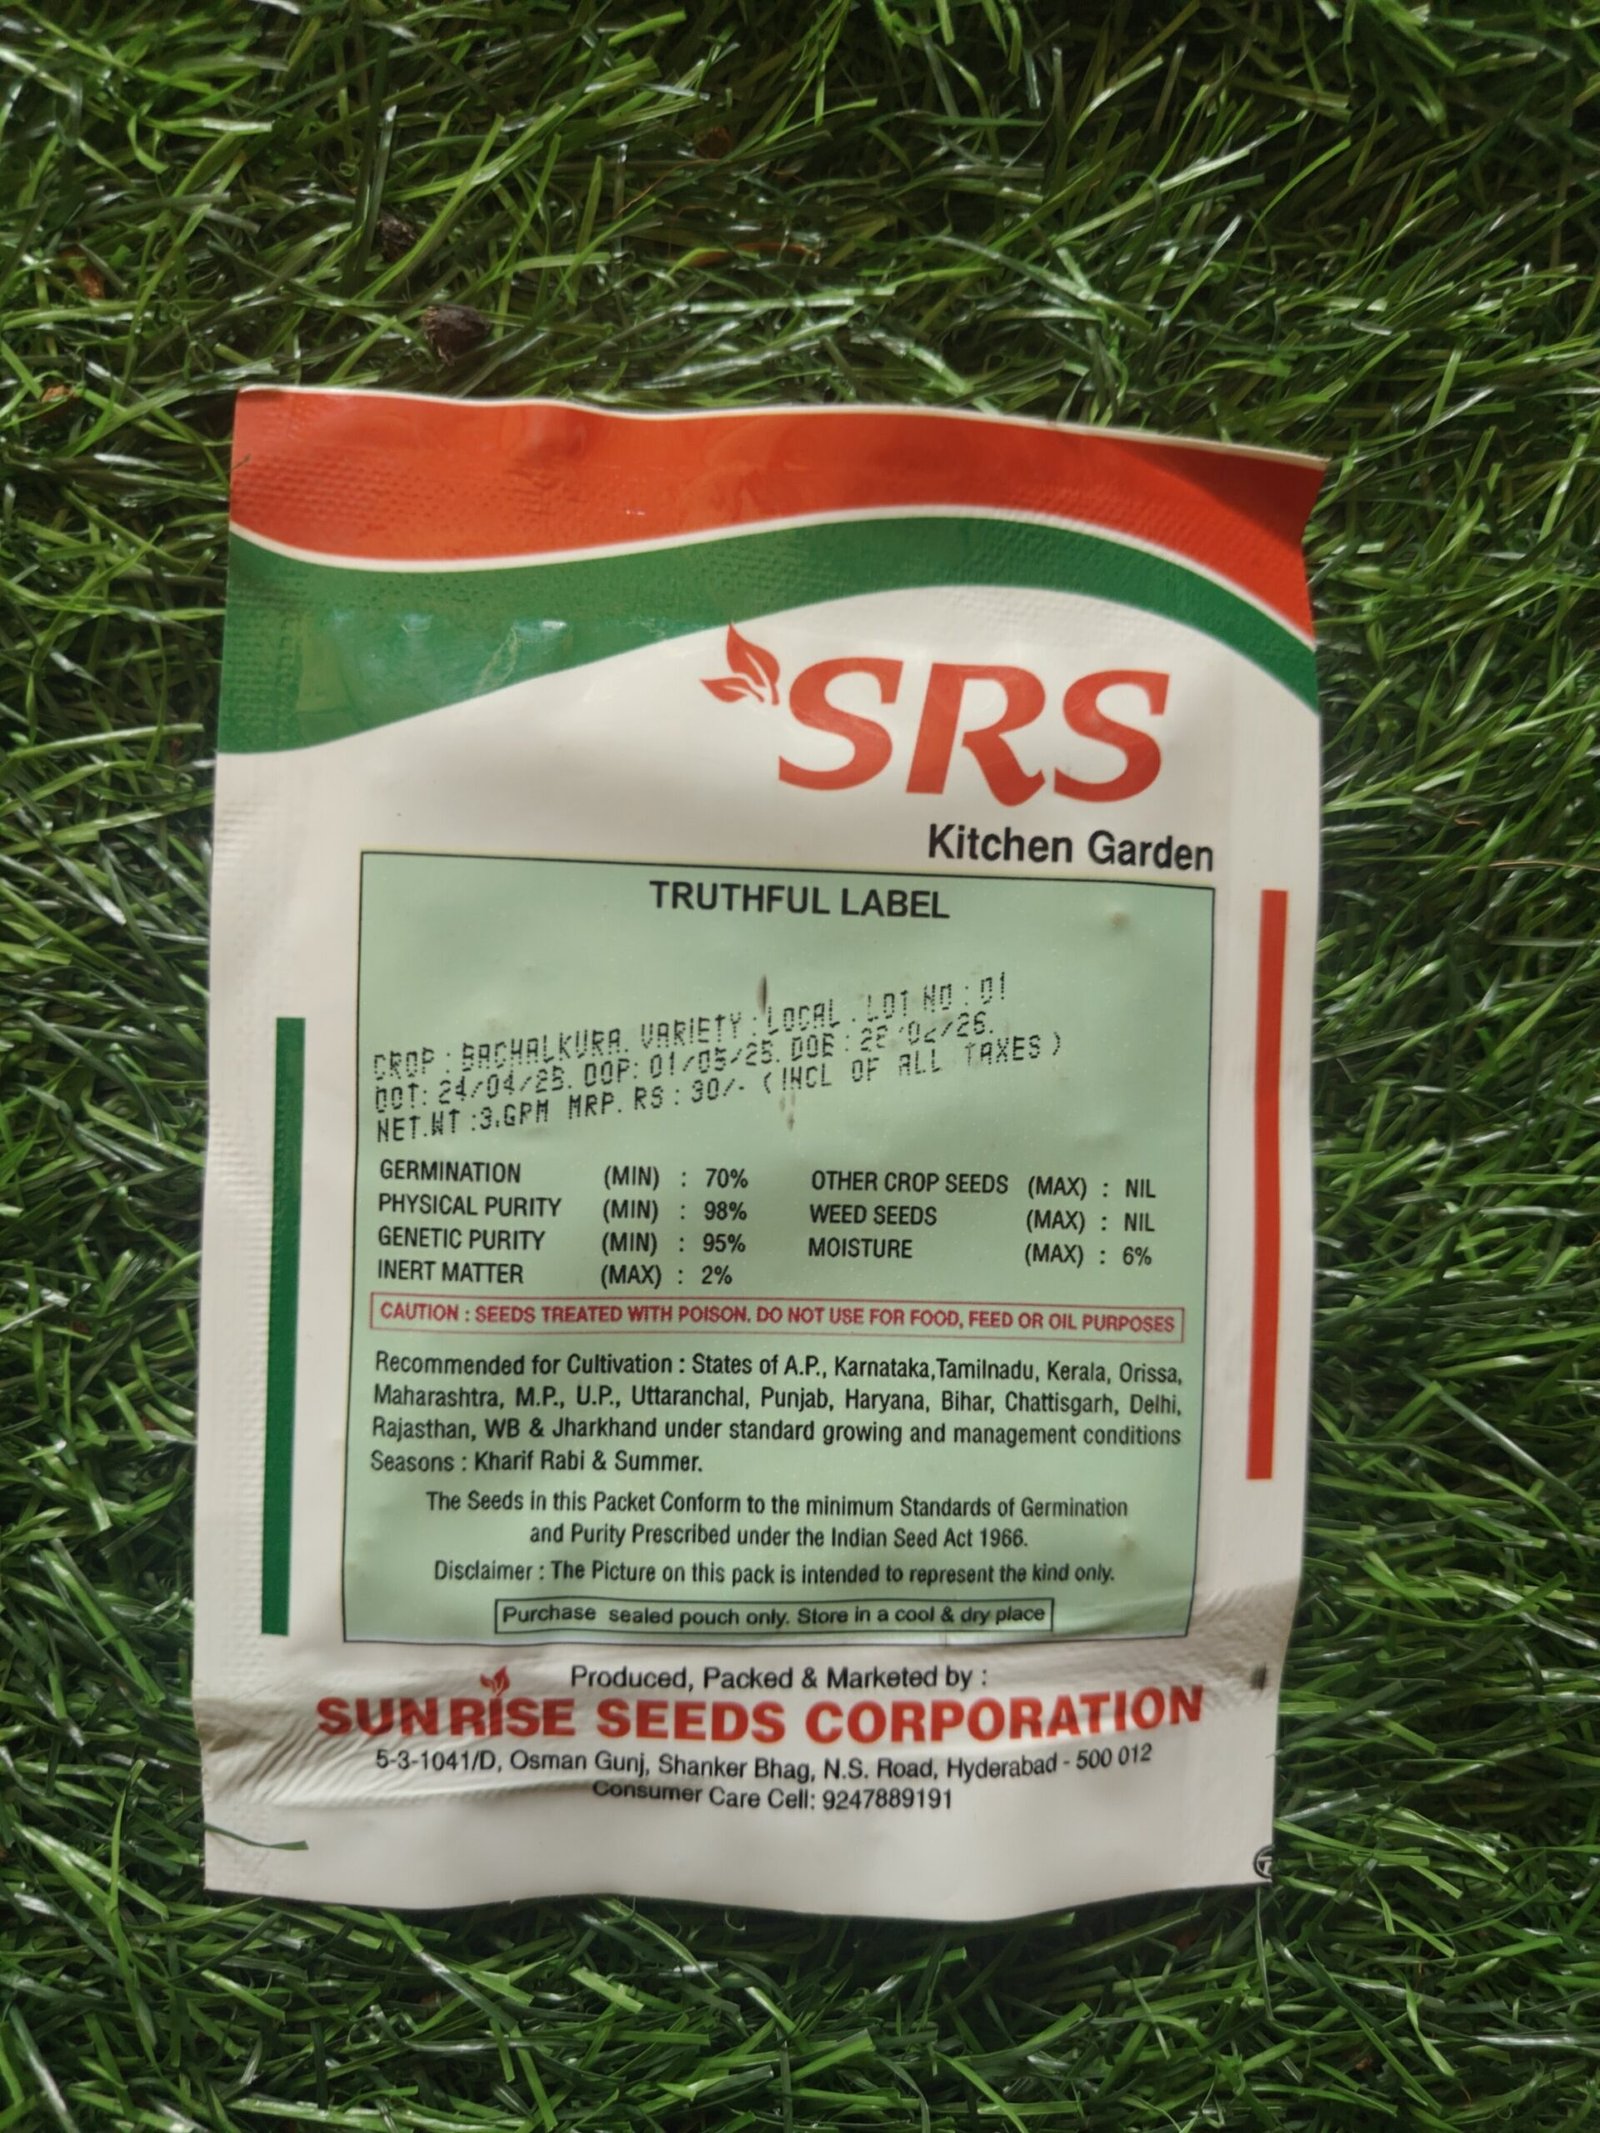 SRS
Kitchen Garden
TRUTHFUL LABEL
CROP : BACHALKURA. VARIETY : LOCAL . LOT NO : 01
DOT: 24/04/25. DOP: 01/05/25. DOE : 28/02/26.
NET.WT :3.GPM MRP. RS : 30/- (INCL OF ALL TAXES )
GERMINATION (MIN) : 70% OTHER CROP SEEDS (MAX) : NIL
PHYSICAL PURITY (MIN) : 98% WEED SEEDS (MAX) : NIL
GENETIC PURITY (MIN) : 95% MOISTURE (MAX) : 6%
INERT MATTER (MAX) : 2%
CAUTION : SEEDS TREATED WITH POISON. DO NOT USE FOR FOOD, FEED OR OIL PURPOSES
Recommended for Cultivation : States of A.P., Karnataka,Tamilnadu, Kerala, Orissa,
Maharashtra, M.P., U.P., Uttaranchal, Punjab, Haryana, Bihar, Chattisgarh, Delhi,
Rajasthan, WB & Jharkhand under standard growing and management conditions
Seasons : Kharif Rabi & Summer.
The Seeds in this Packet Conform to the minimum Standards of Germination
and Purity Prescribed under the Indian Seed Act 1966.
Disclaimer : The Picture on this pack is intended to represent the kind only.
Purchase sealed pouch only. Store in a cool & dry place
Produced, Packed & Marketed by :
SUNRISE SEEDS CORPORATION
5-3-1041/D, Osman Gunj, Shanker Bhag, N.S. Road, Hyderabad - 500 012
Consumer Care Cell: 9247889191